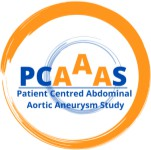 PCAAAS
Patient Centred Abdominal
Aortic Aneurysm Study